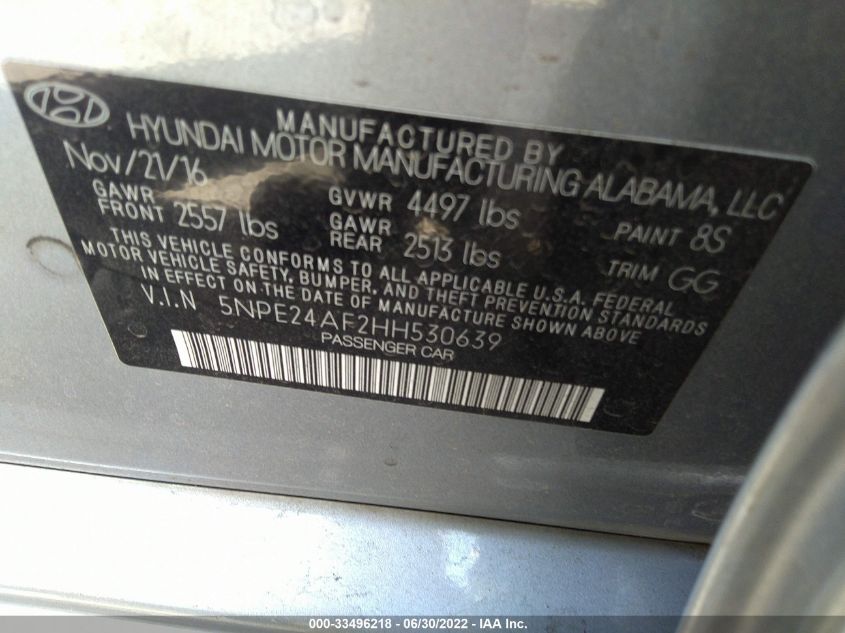 MANUFACTURED BY
HYUNDAI MOTOR MANUFACTURING ALABAMA, LLC
Nov/21/16
GAWR FRONT 2557 lbs
GVWR 4497 lbs
GAWR REAR 2513 lbs
PAINT 8S
TRIM GG
THIS VEHICLE CONFORMS TO ALL APPLICABLE U.S.A. FEDERAL
MOTOR VEHICLE SAFETY, BUMPER, AND THEFT PREVENTION STANDARDS
IN EFFECT ON THE DATE OF MANUFACTURE SHOWN ABOVE
V.I.N 5NPE24AF2HH530639
PASSENGER CAR
000-33496218 - 06/30/2022 - IAA Inc.